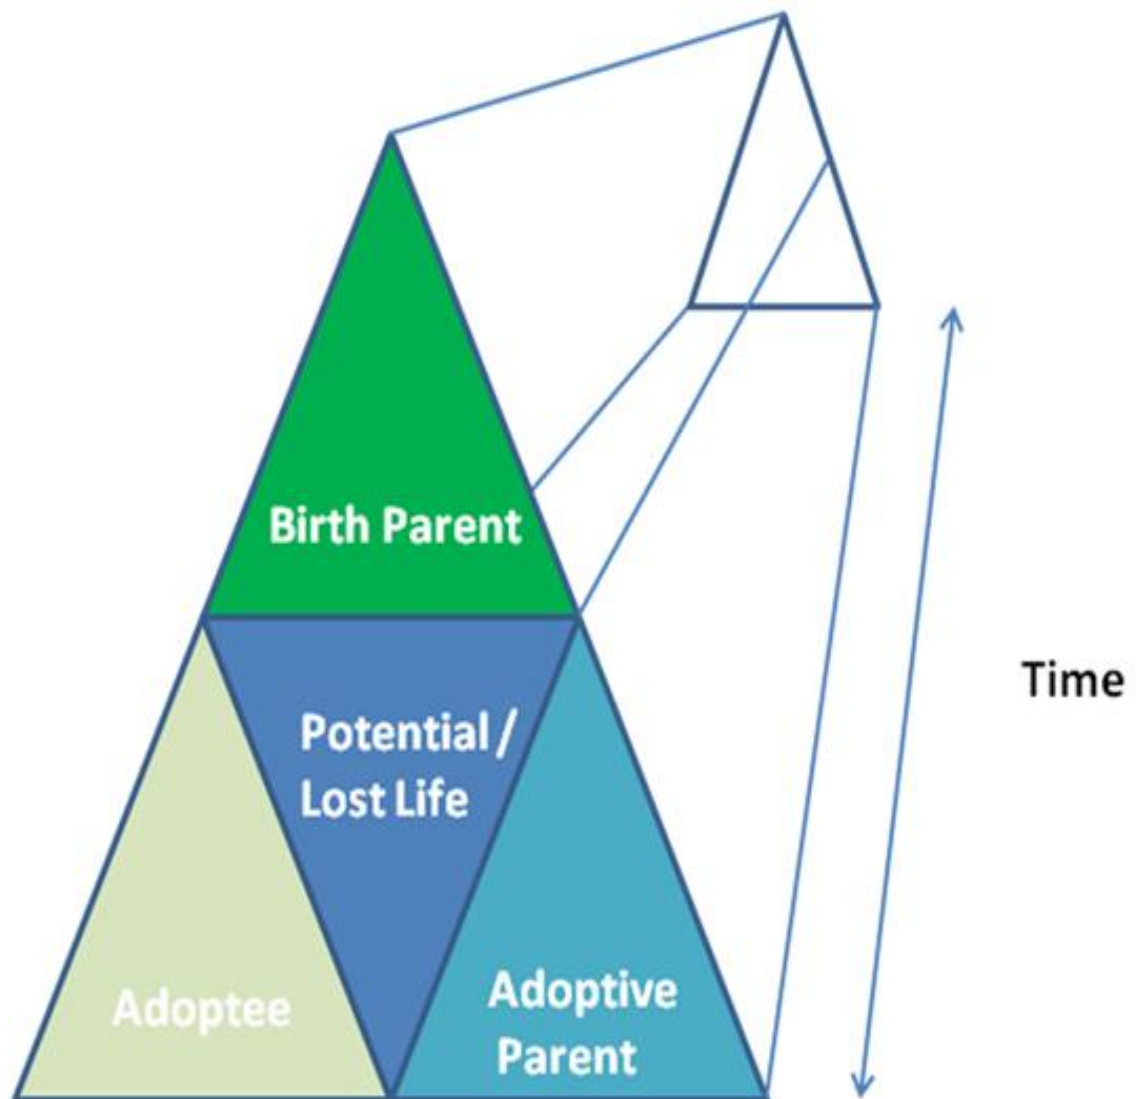 Birth Parent
Time
Potential /
Lost Life
Adoptee
Adoptive
Parent